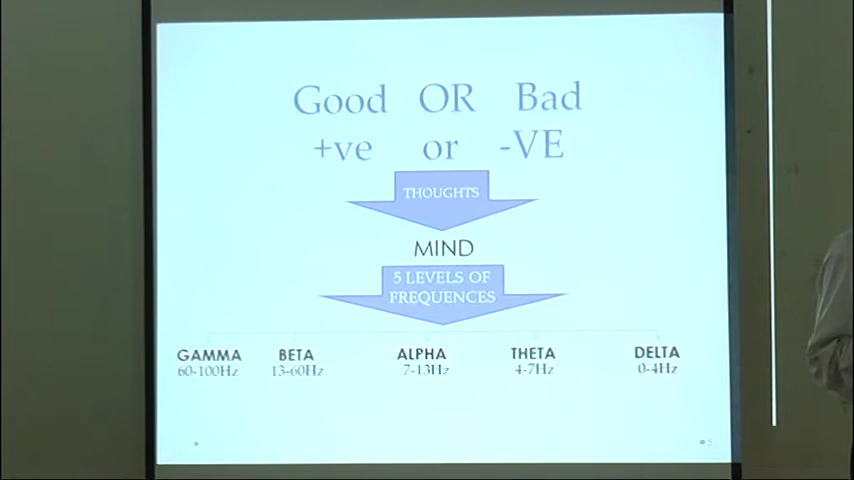 Good OR Bad
+ve or -VE
THOUGHTS
MIND
5 LEVELS OF
FREQUENCES
GAMMA BETA ALPHA THETA DELTA
60-100Hz 13-60Hz 7-13Hz 4-7Hz 0-4Hz
5